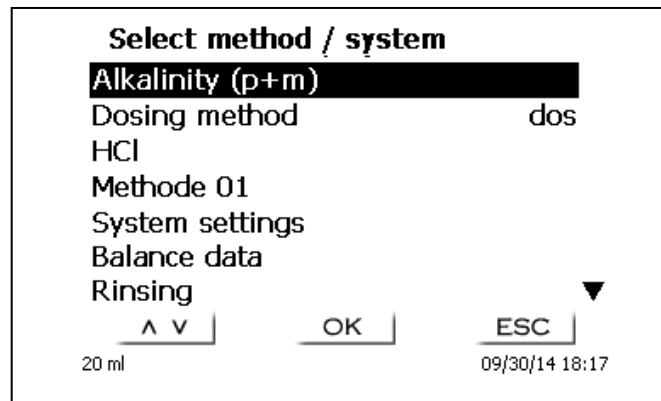 Select method / system
Alkalinity (p+m)
Dosing method dos
HCl
Methode 01
System settings
Balance data
Rinsing ▼
∧ ∨ OK ESC
20 ml 09/30/14 18:17